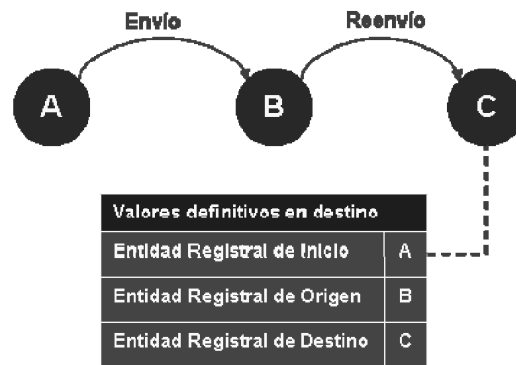 Envío
Reenvío
A
B
C
Valores definitivos en destino
Entidad Registral de Inicio A
Entidad Registral de Origen B
Entidad Registral de Destino C